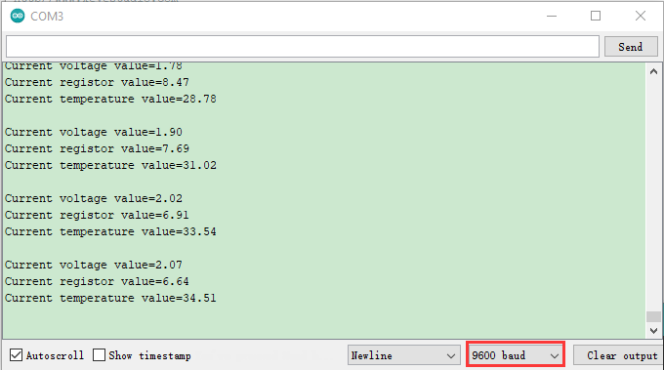 COM3
Send
Current voltage value=1.78
Current registor value=8.47
Current temperature value=28.78
Current voltage value=1.90
Current registor value=7.69
Current temperature value=31.02
Current voltage value=2.02
Current registor value=6.91
Current temperature value=33.54
Current voltage value=2.07
Current registor value=6.64
Current temperature value=34.51
Autoscroll Show timestamp Newline 9600 baud Clear output